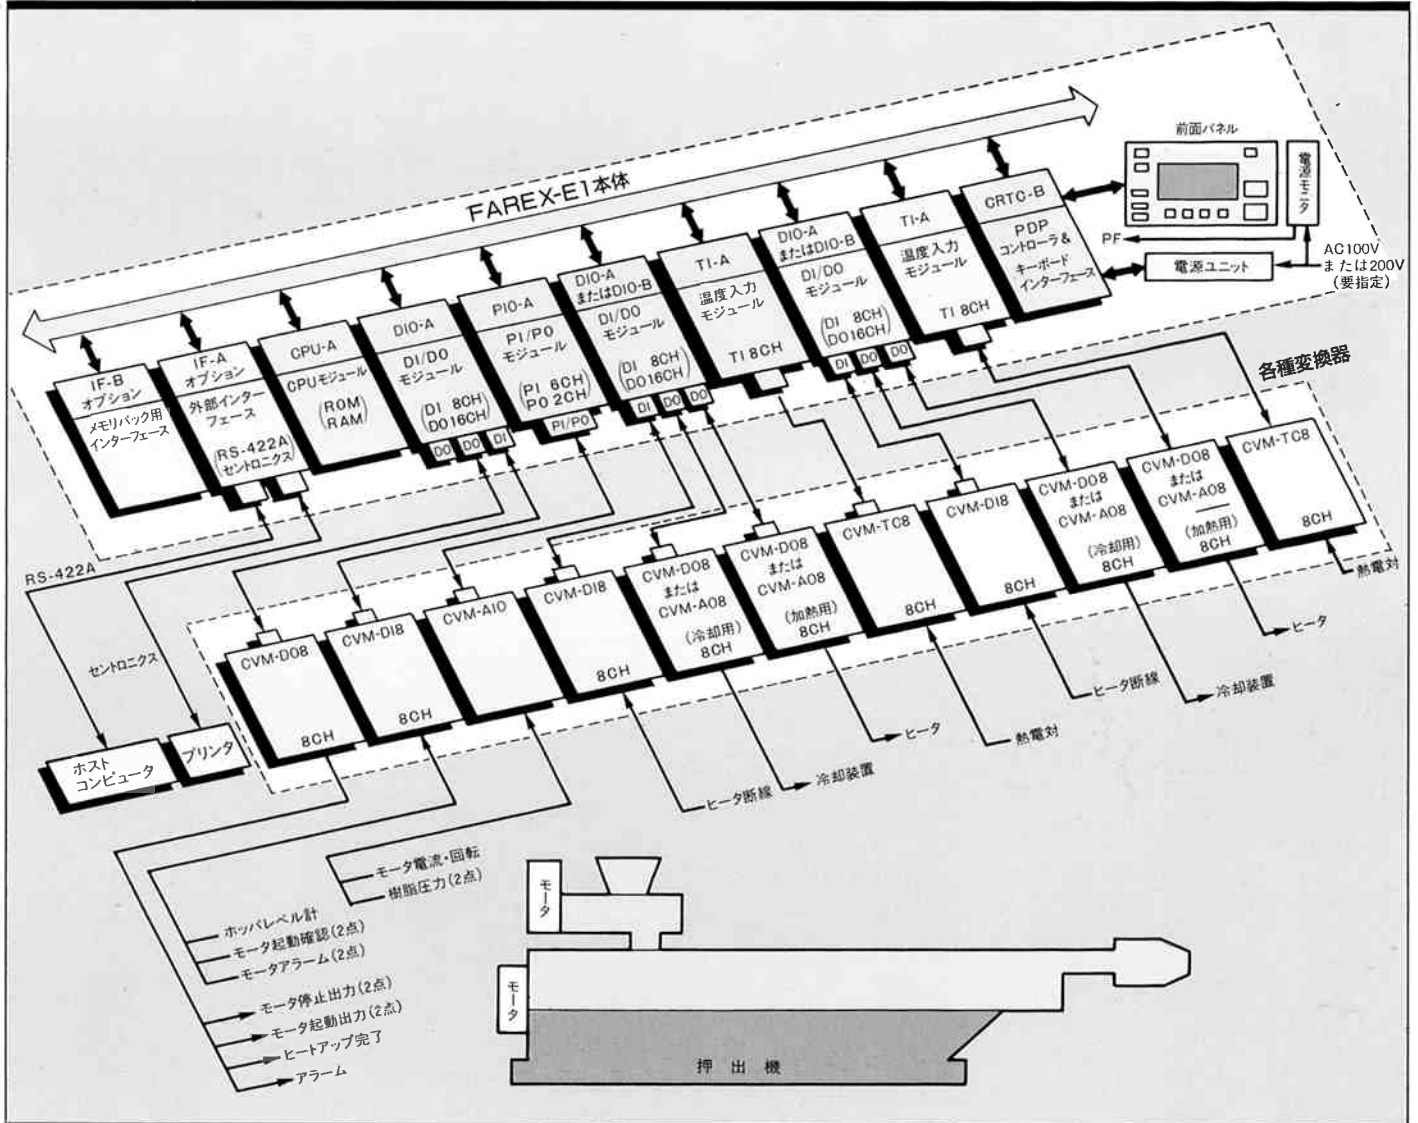 FAREX-E1本体
前面パネル
電源モニタ
PF
電源ユニット
AC100V
または200V
(要指定)
IF-B
オプション
メモリパック用
インターフェース
IF-A
オプション
外部インター
フェース
(RS-422A
セントロニクス)
CPU-A
CPUモジュール
(ROM
RAM)
DIO-A
DI/DO
モジュール
(DI 8CH
DO16CH)
DO
DO
DI
PIO-A
PI/PO
モジュール
(PI 6CH
PO 2CH)
PI/PO
DIO-A
またはDIO-B
DI/DO
モジュール
(DI 8CH
DO16CH)
DI
DO
DO
TI-A
温度入力
モジュール
TI 8CH
DIO-A
またはDIO-B
DI/DO
モジュール
(DI 8CH
DO16CH)
DI
DO
DO
TI-A
温度入力
モジュール
TI 8CH
CRTC-B
PDP
コントローラ&
キーボード
インターフェース
各種変換器
RS-422A
セントロニクス
ホスト
コンピュータ
プリンタ
CVM-DO8
8CH
CVM-DI8
8CH
CVM-AIO
CVM-DI8
8CH
CVM-DO8
または
CVM-AO8
(冷却用)
8CH
CVM-DO8
または
CVM-AO8
(加熱用)
8CH
CVM-TC8
8CH
CVM-DI8
8CH
CVM-DO8
または
CVM-AO8
(冷却用)
8CH
CVM-DO8
または
CVM-AO8
(加熱用)
8CH
CVM-TC8
8CH
熱電対
ヒータ
冷却装置
ヒータ断線
熱電対
ヒータ
冷却装置
ヒータ断線
モータ電流・回転
樹脂圧力(2点)
ホッパレベル計
モータ起動確認(2点)
モータアラーム(2点)
モータ停止出力(2点)
モータ起動出力(2点)
ヒートアップ完了
アラーム
モータ
モータ
押出機